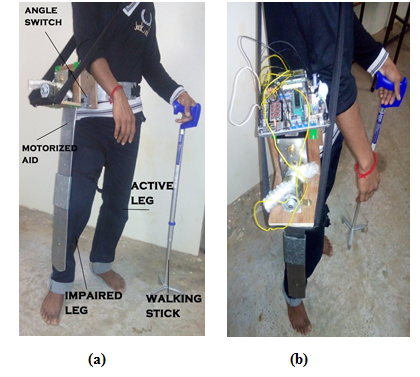 ANGLE
SWITCH
MOTORIZED
AID
ACTIVE
LEG
IMPAIRED
LEG
WALKING
STICK
(a)
(b)